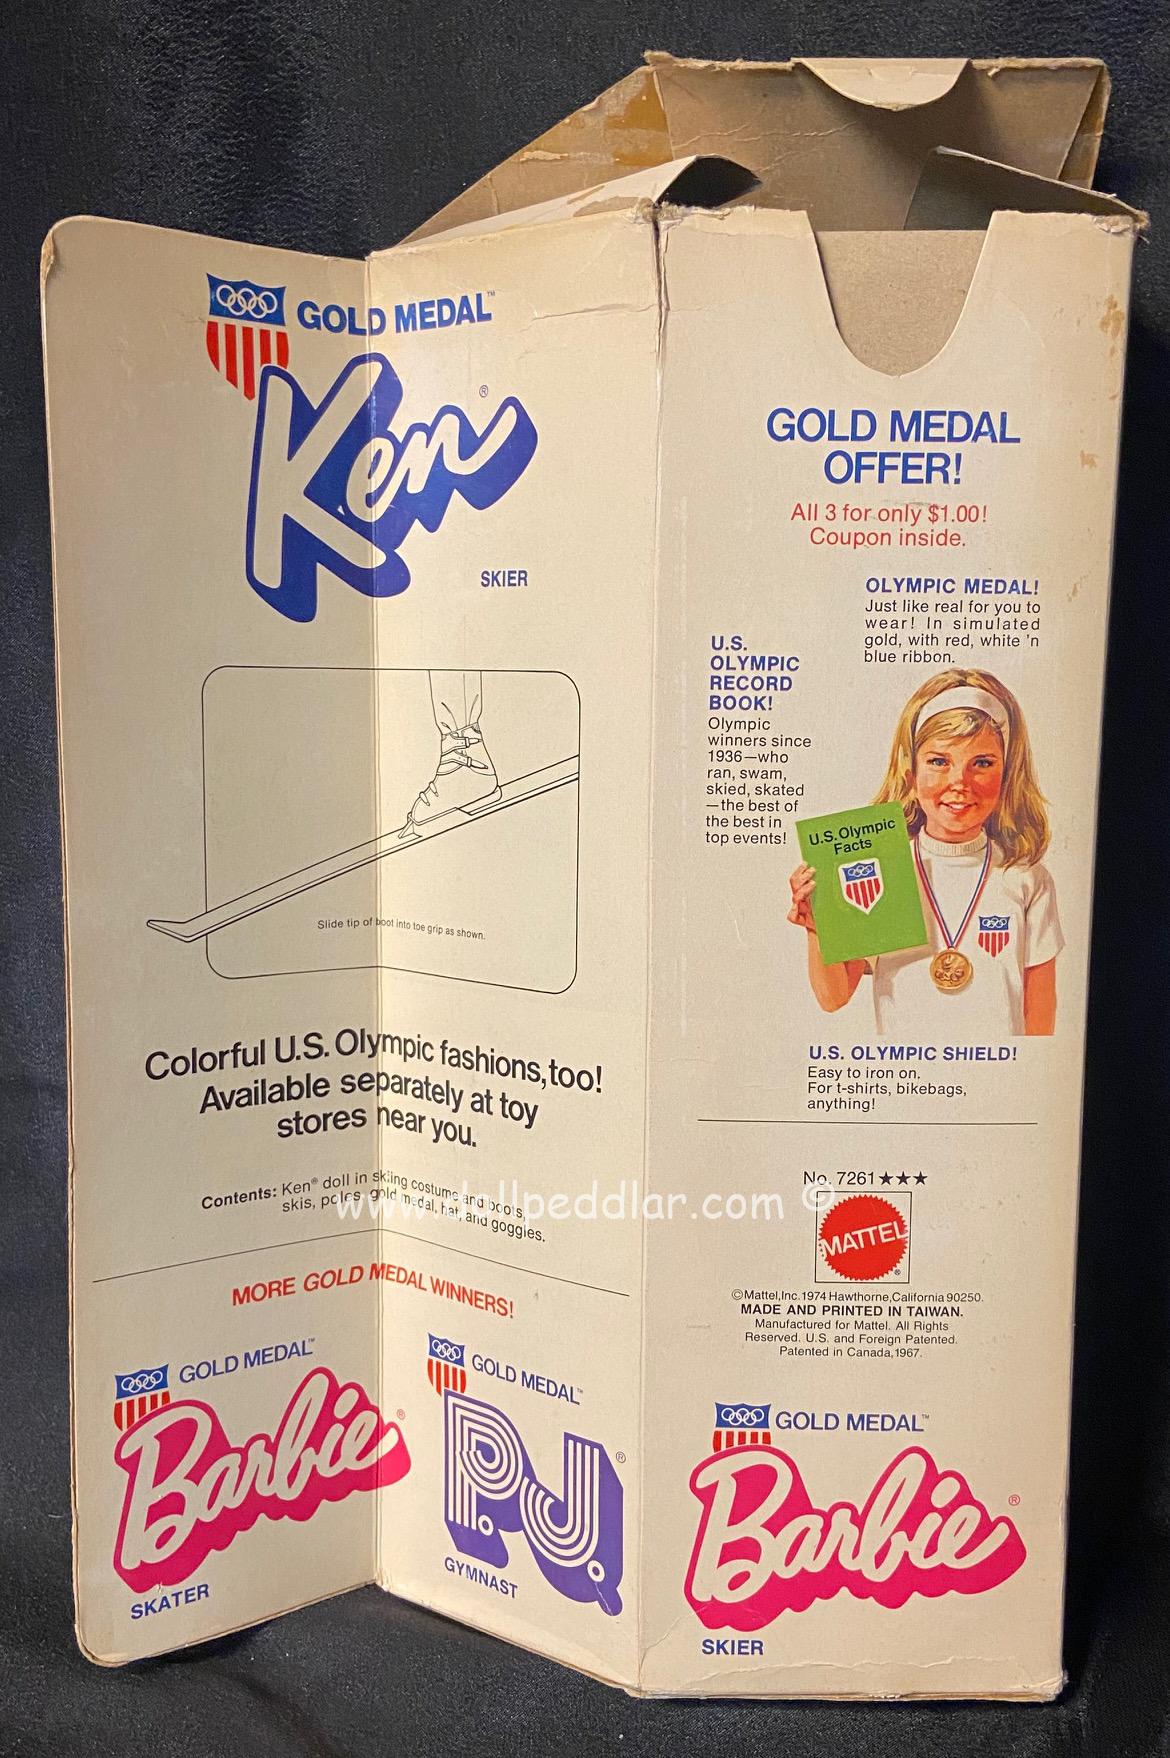 GOLD MEDAL™
Ken®
SKIER
Slide tip of boot into toe grip as shown.
Colorful U.S. Olympic fashions, too!
Available separately at toy
stores near you.
Contents: Ken® doll in skiing costume and boots,
skis, poles, gold medal, hat, and goggles.
MORE GOLD MEDAL WINNERS!
GOLD MEDAL™
Barbie®
SKATER
GOLD MEDAL™
P.J.®
GYMNAST
GOLD MEDAL
OFFER!
All 3 for only $1.00!
Coupon inside.
OLYMPIC MEDAL!
Just like real for you to
wear! In simulated
gold, with red, white 'n
blue ribbon.
U.S.
OLYMPIC
RECORD
BOOK!
Olympic
winners since
1936—who
ran, swam,
skied, skated
—the best of
the best in
top events!
U.S. Olympic
Facts
U.S. OLYMPIC SHIELD!
Easy to iron on.
For t-shirts, bikebags,
anything!
No. 7261★★★
MATTEL®
©Mattel, Inc. 1974 Hawthorne, California 90250.
MADE AND PRINTED IN TAIWAN.
Manufactured for Mattel. All Rights
Reserved. U.S. and Foreign Patented.
Patented in Canada, 1967.
GOLD MEDAL™
Barbie®
SKIER
www.dollpeddlar.com ©